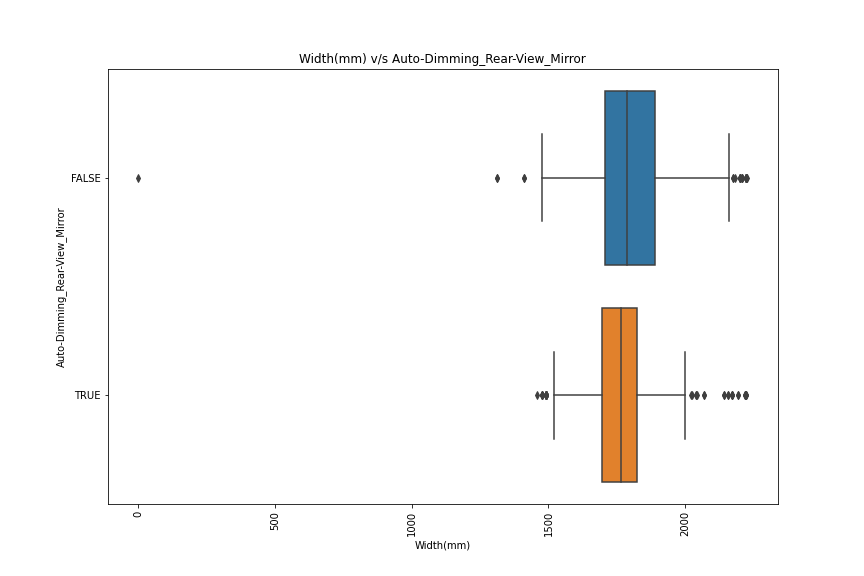 Width(mm) v/s Auto-Dimming_Rear-View_Mirror
Auto-Dimming_Rear-View_Mirror
FALSE
TRUE
0
500
1000
1500
2000
Width(mm)